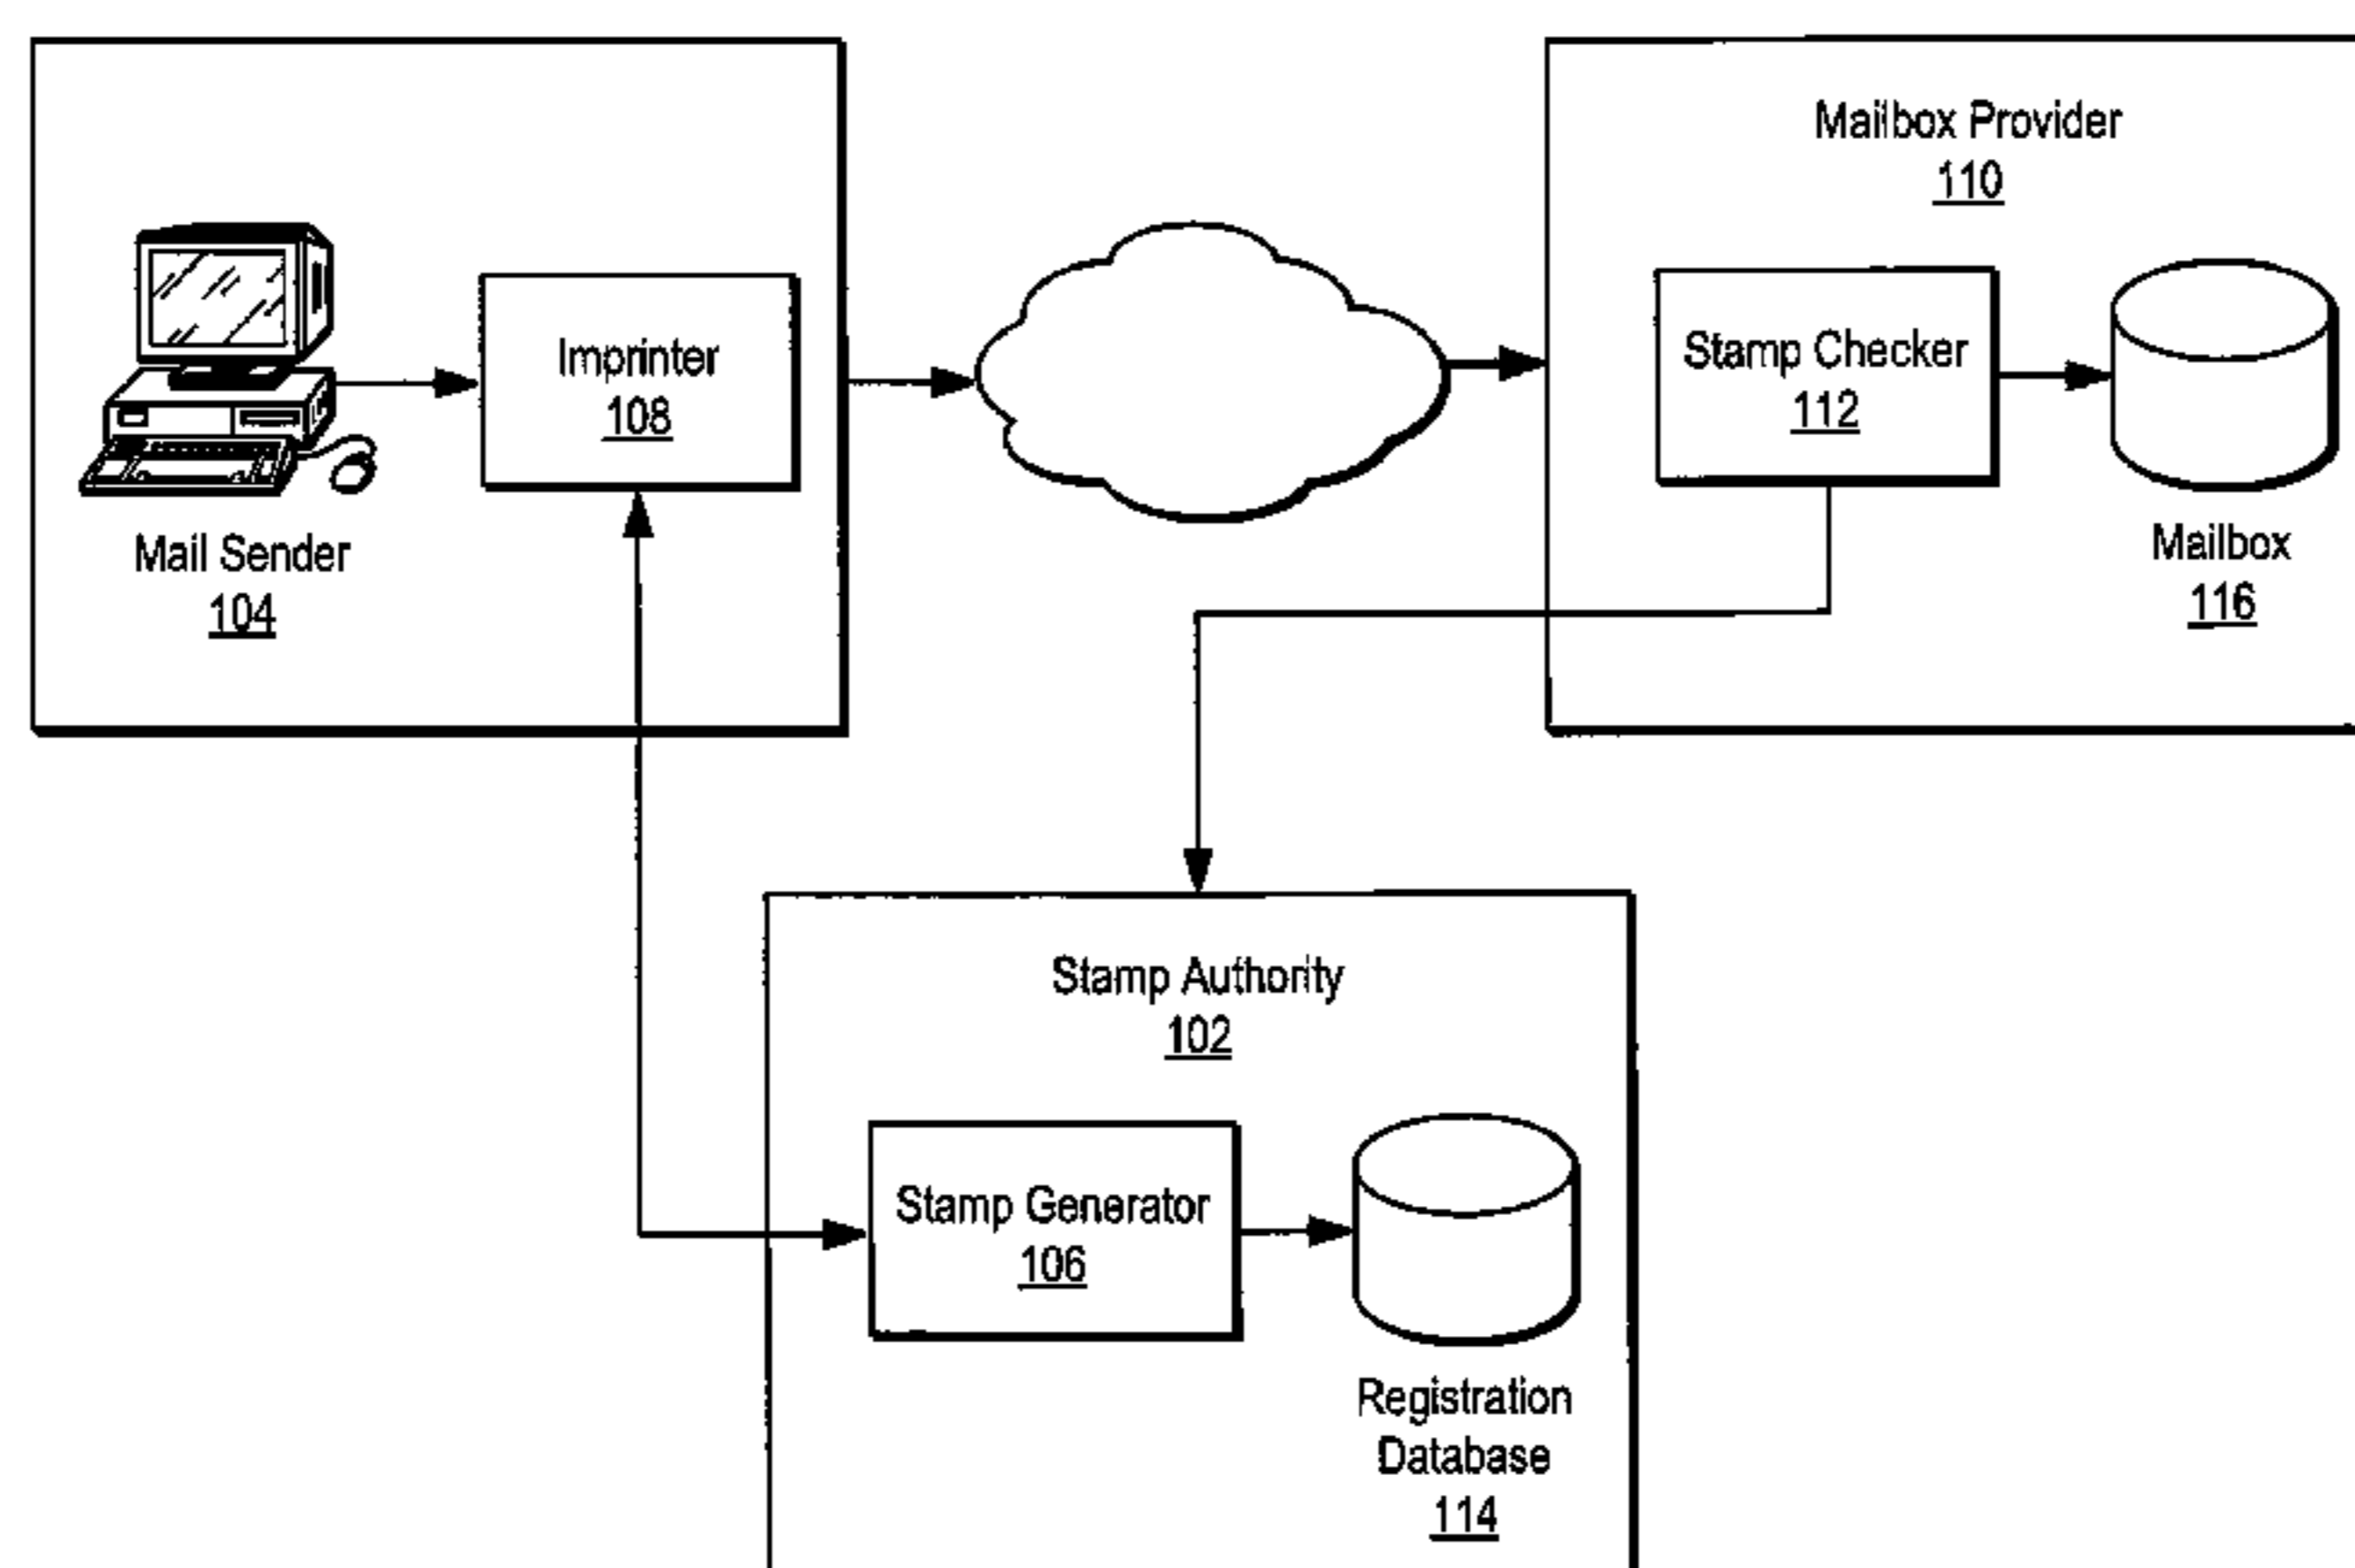 Mailbox Provider
110
Imprinter
108
Stamp Checker
112
Mail Sender
104
Mailbox
116
Stamp Authority
102
Stamp Generator
106
Registration
Database
114